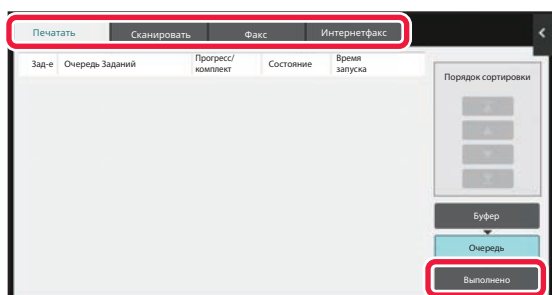 Печатать Сканировать Факс Интернетфакс
Зад-е Очередь Заданий Прогресс/ комплект Состояние Время запуска
Порядок сортировки
Буфер
Очередь
Выполнено